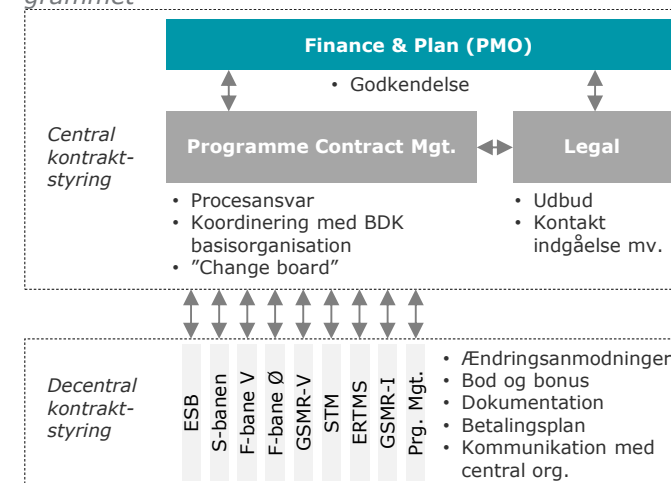 grammet
Finance & Plan (PMO)
• Godkendelse
Central
kontrakt-
styring
Programme Contract Mgt.
Legal
• Procesansvar
• Koordinering med BDK
basisorganisation
• ”Change board”
• Udbud
• Kontakt
indgåelse mv.
Decentral
kontrakt-
styring
ESB
S-banen
F-bane V
F-bane Ø
GSMR-V
STM
ERTMS
GSMR-I
Prg. Mgt.
• Ændringsanmodninger
• Bod og bonus
• Dokumentation
• Betalingsplan
• Kommunikation med
central org.